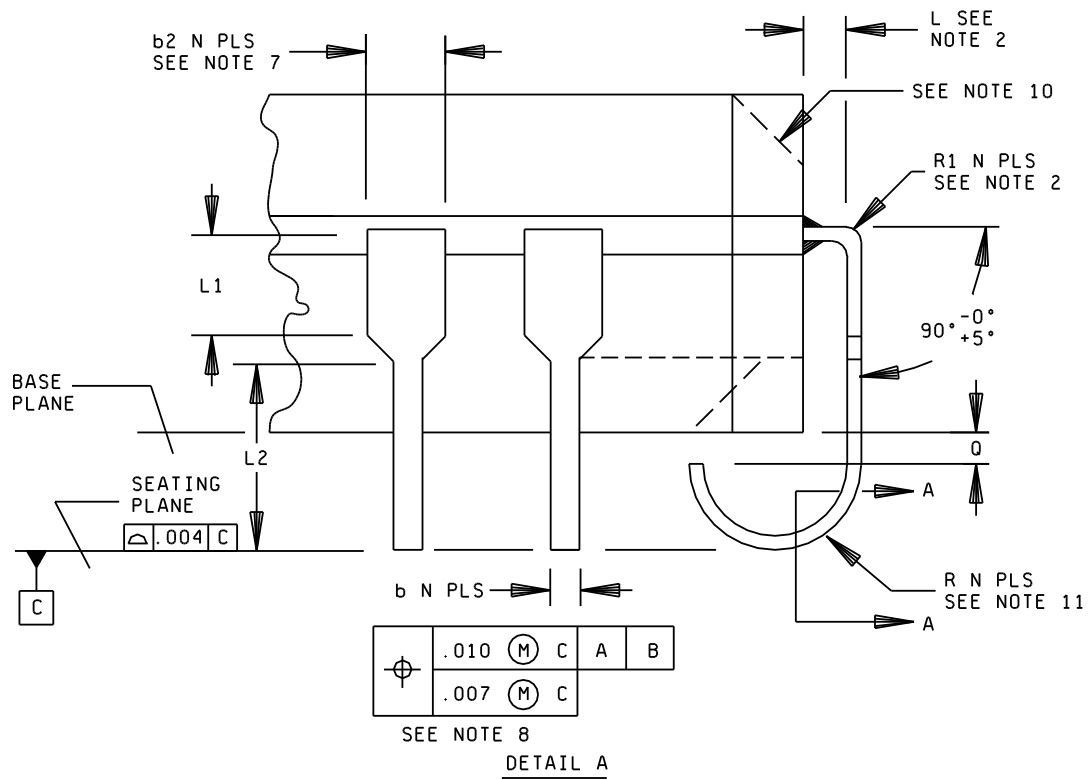 b2 N PLS
SEE NOTE 7
L SEE
NOTE 2
SEE NOTE 10
R1 N PLS
SEE NOTE 2
L1
90° -0°
+5°
BASE
PLANE
L2
Q
SEATING
PLANE
A
.004 C
C
b N PLS
R N PLS
SEE NOTE 11
A
.010 M C A B
.007 M C
SEE NOTE 8
DETAIL A